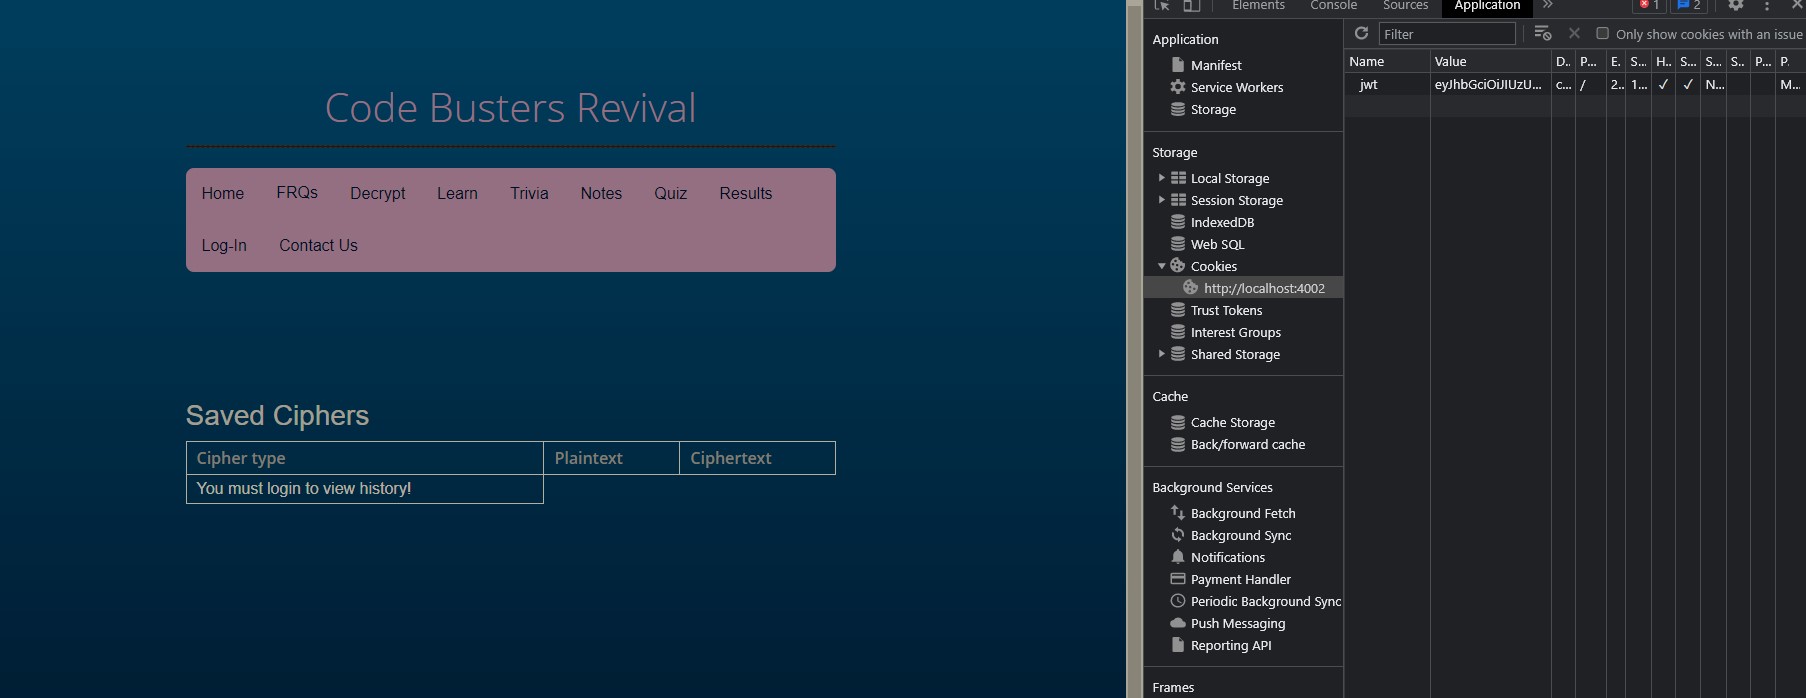 Code Busters Revival
Home FRQs Decrypt Learn Trivia Notes Quiz Results
Log-In Contact Us
Saved Ciphers
Cipher type Plaintext Ciphertext
You must login to view history!
Elements Console Sources Application » 1 2
Application
Manifest
Service Workers
Storage
Storage
Local Storage
Session Storage
IndexedDB
Web SQL
Cookies
http://localhost:4002
Trust Tokens
Interest Groups
Shared Storage
Cache
Cache Storage
Back/forward cache
Background Services
Background Fetch
Background Sync
Notifications
Payment Handler
Periodic Background Sync
Push Messaging
Reporting API
Frames
Filter Only show cookies with an issue
Name Value D.. P... E. S... H.. S... S... S.. P... P.
jwt eyJhbGciOiJIUzU... c... / 2.. 1... ✓ ✓ N... M...